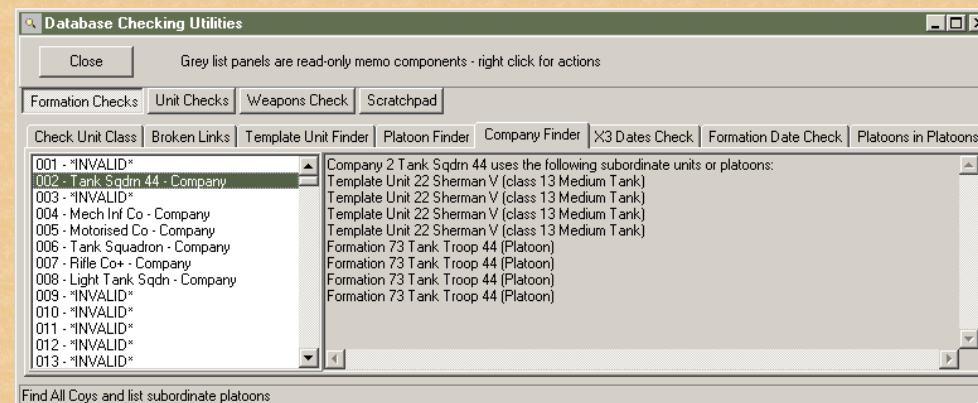 Database Checking Utilities
Close
Grey list panels are read-only memo components - right click for actions
Formation Checks
Unit Checks
Weapons Check
Scratchpad
Check Unit Class
Broken Links
Template Unit Finder
Platoon Finder
Company Finder
X3 Dates Check
Formation Date Check
Platoons in Platoons
001 - *INVALID*
002 - Tank Sqdrn 44 - Company
003 - *INVALID*
004 - Mech Inf Co - Company
005 - Motorised Co - Company
006 - Tank Squadron - Company
007 - Rifle Co+ - Company
008 - Light Tank Sqdn - Company
009 - *INVALID*
010 - *INVALID*
011 - *INVALID*
012 - *INVALID*
013 - *INVALID*
Company 2 Tank Sqdrn 44 uses the following subordinate units or platoons:
Template Unit 22 Sherman V (class 13 Medium Tank)
Template Unit 22 Sherman V (class 13 Medium Tank)
Template Unit 22 Sherman V (class 13 Medium Tank)
Template Unit 22 Sherman V (class 13 Medium Tank)
Formation 73 Tank Troop 44 (Platoon)
Formation 73 Tank Troop 44 (Platoon)
Formation 73 Tank Troop 44 (Platoon)
Formation 73 Tank Troop 44 (Platoon)
Find All Coys and list subordinate platoons